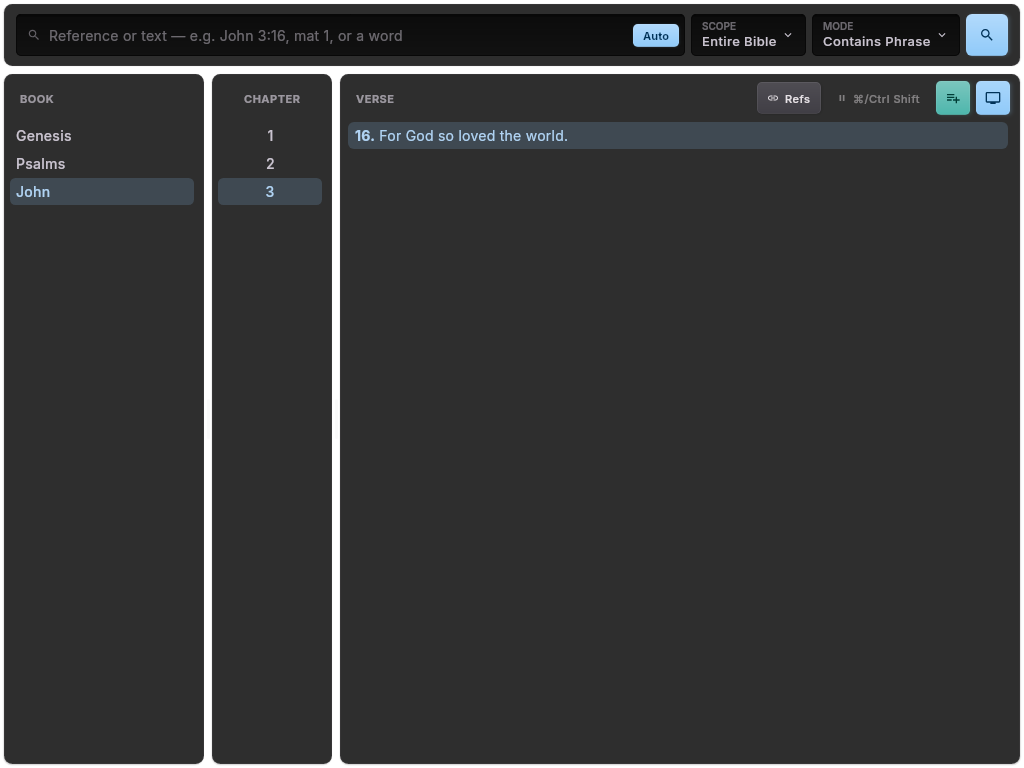 Reference or text — e.g. John 3:16, mat 1, or a word
Auto
SCOPE
Entire Bible
MODE
Contains Phrase
BOOK
Genesis
Psalms
John
CHAPTER
1
2
3
VERSE
Refs
⌘/Ctrl Shift
16. For God so loved the world.